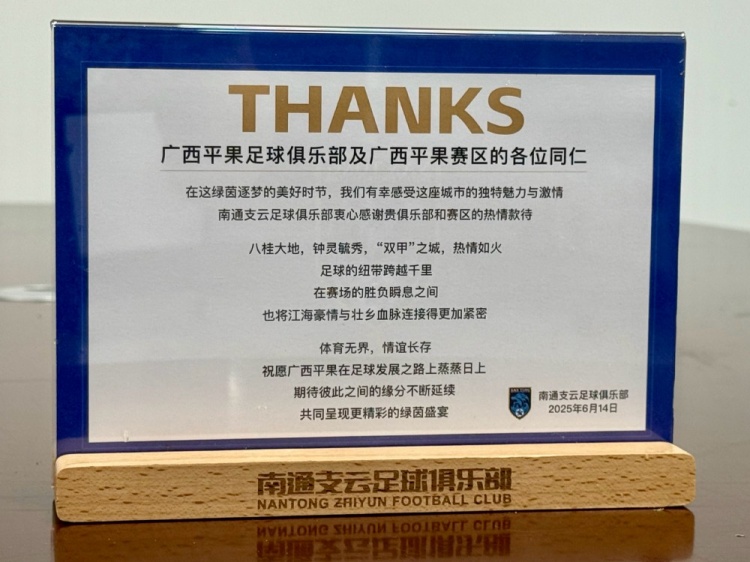 THANKS
广西平果足球俱乐部及广西平果赛区的各位同仁
在这绿茵逐梦的美好时节，我们有幸感受这座城市的独特魅力与激情
南通支云足球俱乐部衷心感谢贵俱乐部和赛区的热情款待
八桂大地，钟灵毓秀，“双甲”之城，热情如火
足球的纽带跨越千里
在赛场的胜负瞬息之间
也将江海豪情与壮乡血脉连接得更加紧密
体育无界，情谊长存
祝愿广西平果在足球发展之路上蒸蒸日上
期待彼此之间的缘分不断延续
共同呈现更精彩的绿茵盛宴
南通支云足球俱乐部
2025年6月14日
南通支云足球俱乐部
NANTONG ZHIYUN FOOTBALL CLUB